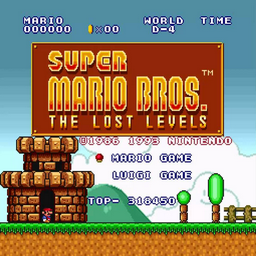 MARIO WORLD TIME
000000 ×00 D-4
SUPER
MARIO BROS.™
THE LOST LEVELS
©1986 1993 NINTENDO
MARIO GAME
LUIGI GAME
TOP- 318450